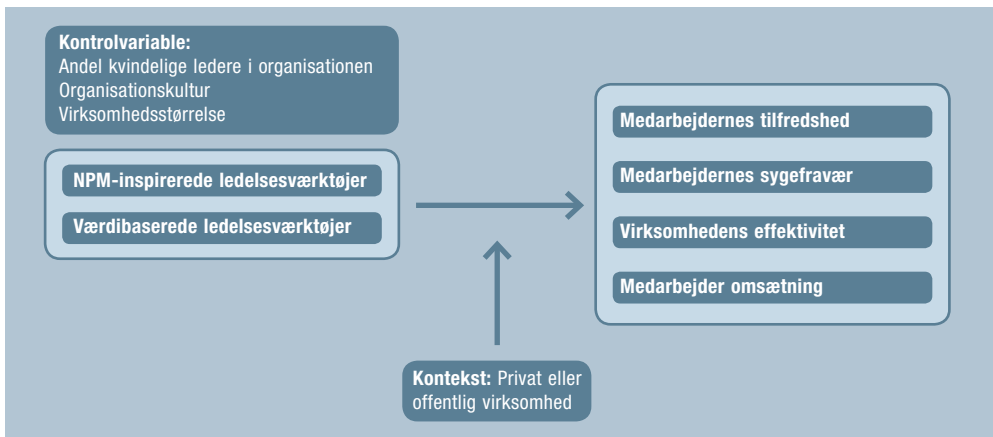 Kontrolvariable:
Andel kvindelige ledere i organisationen
Organisationskultur
Virksomhedsstørrelse
NPM-inspirerede ledelsesværktøjer
Værdibaserede ledelsesværktøjer
Medarbejdernes tilfredshed
Medarbejdernes sygefravær
Virksomhedens effektivitet
Medarbejder omsætning
Kontekst: Privat eller
offentlig virksomhed